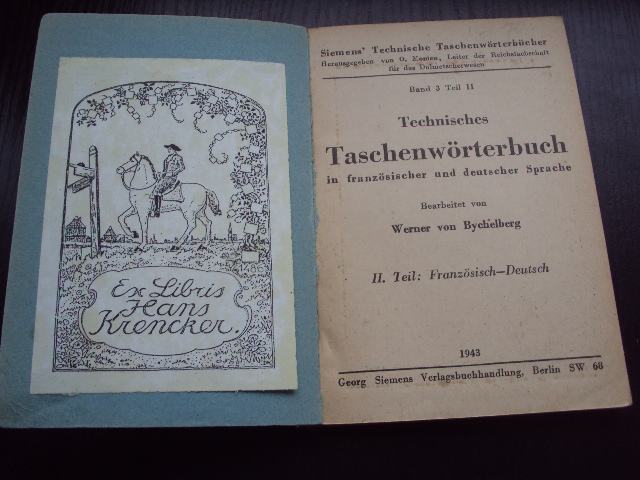 Ex Libris
Hans
Krencker.
Siemens' Technische Taschenwörterbücher
Herausgegeben von O. Monien, Leiter der Reichsfachschaft
für das Dolmetscherwesen
Band 3 Teil II
Technisches
Taschenwörterbuch
in französischer und deutscher Sprache
Bearbeitet von
Werner von Bychelberg
II. Teil: Französisch—Deutsch
1943
Georg Siemens Verlagsbuchhandlung, Berlin SW 68